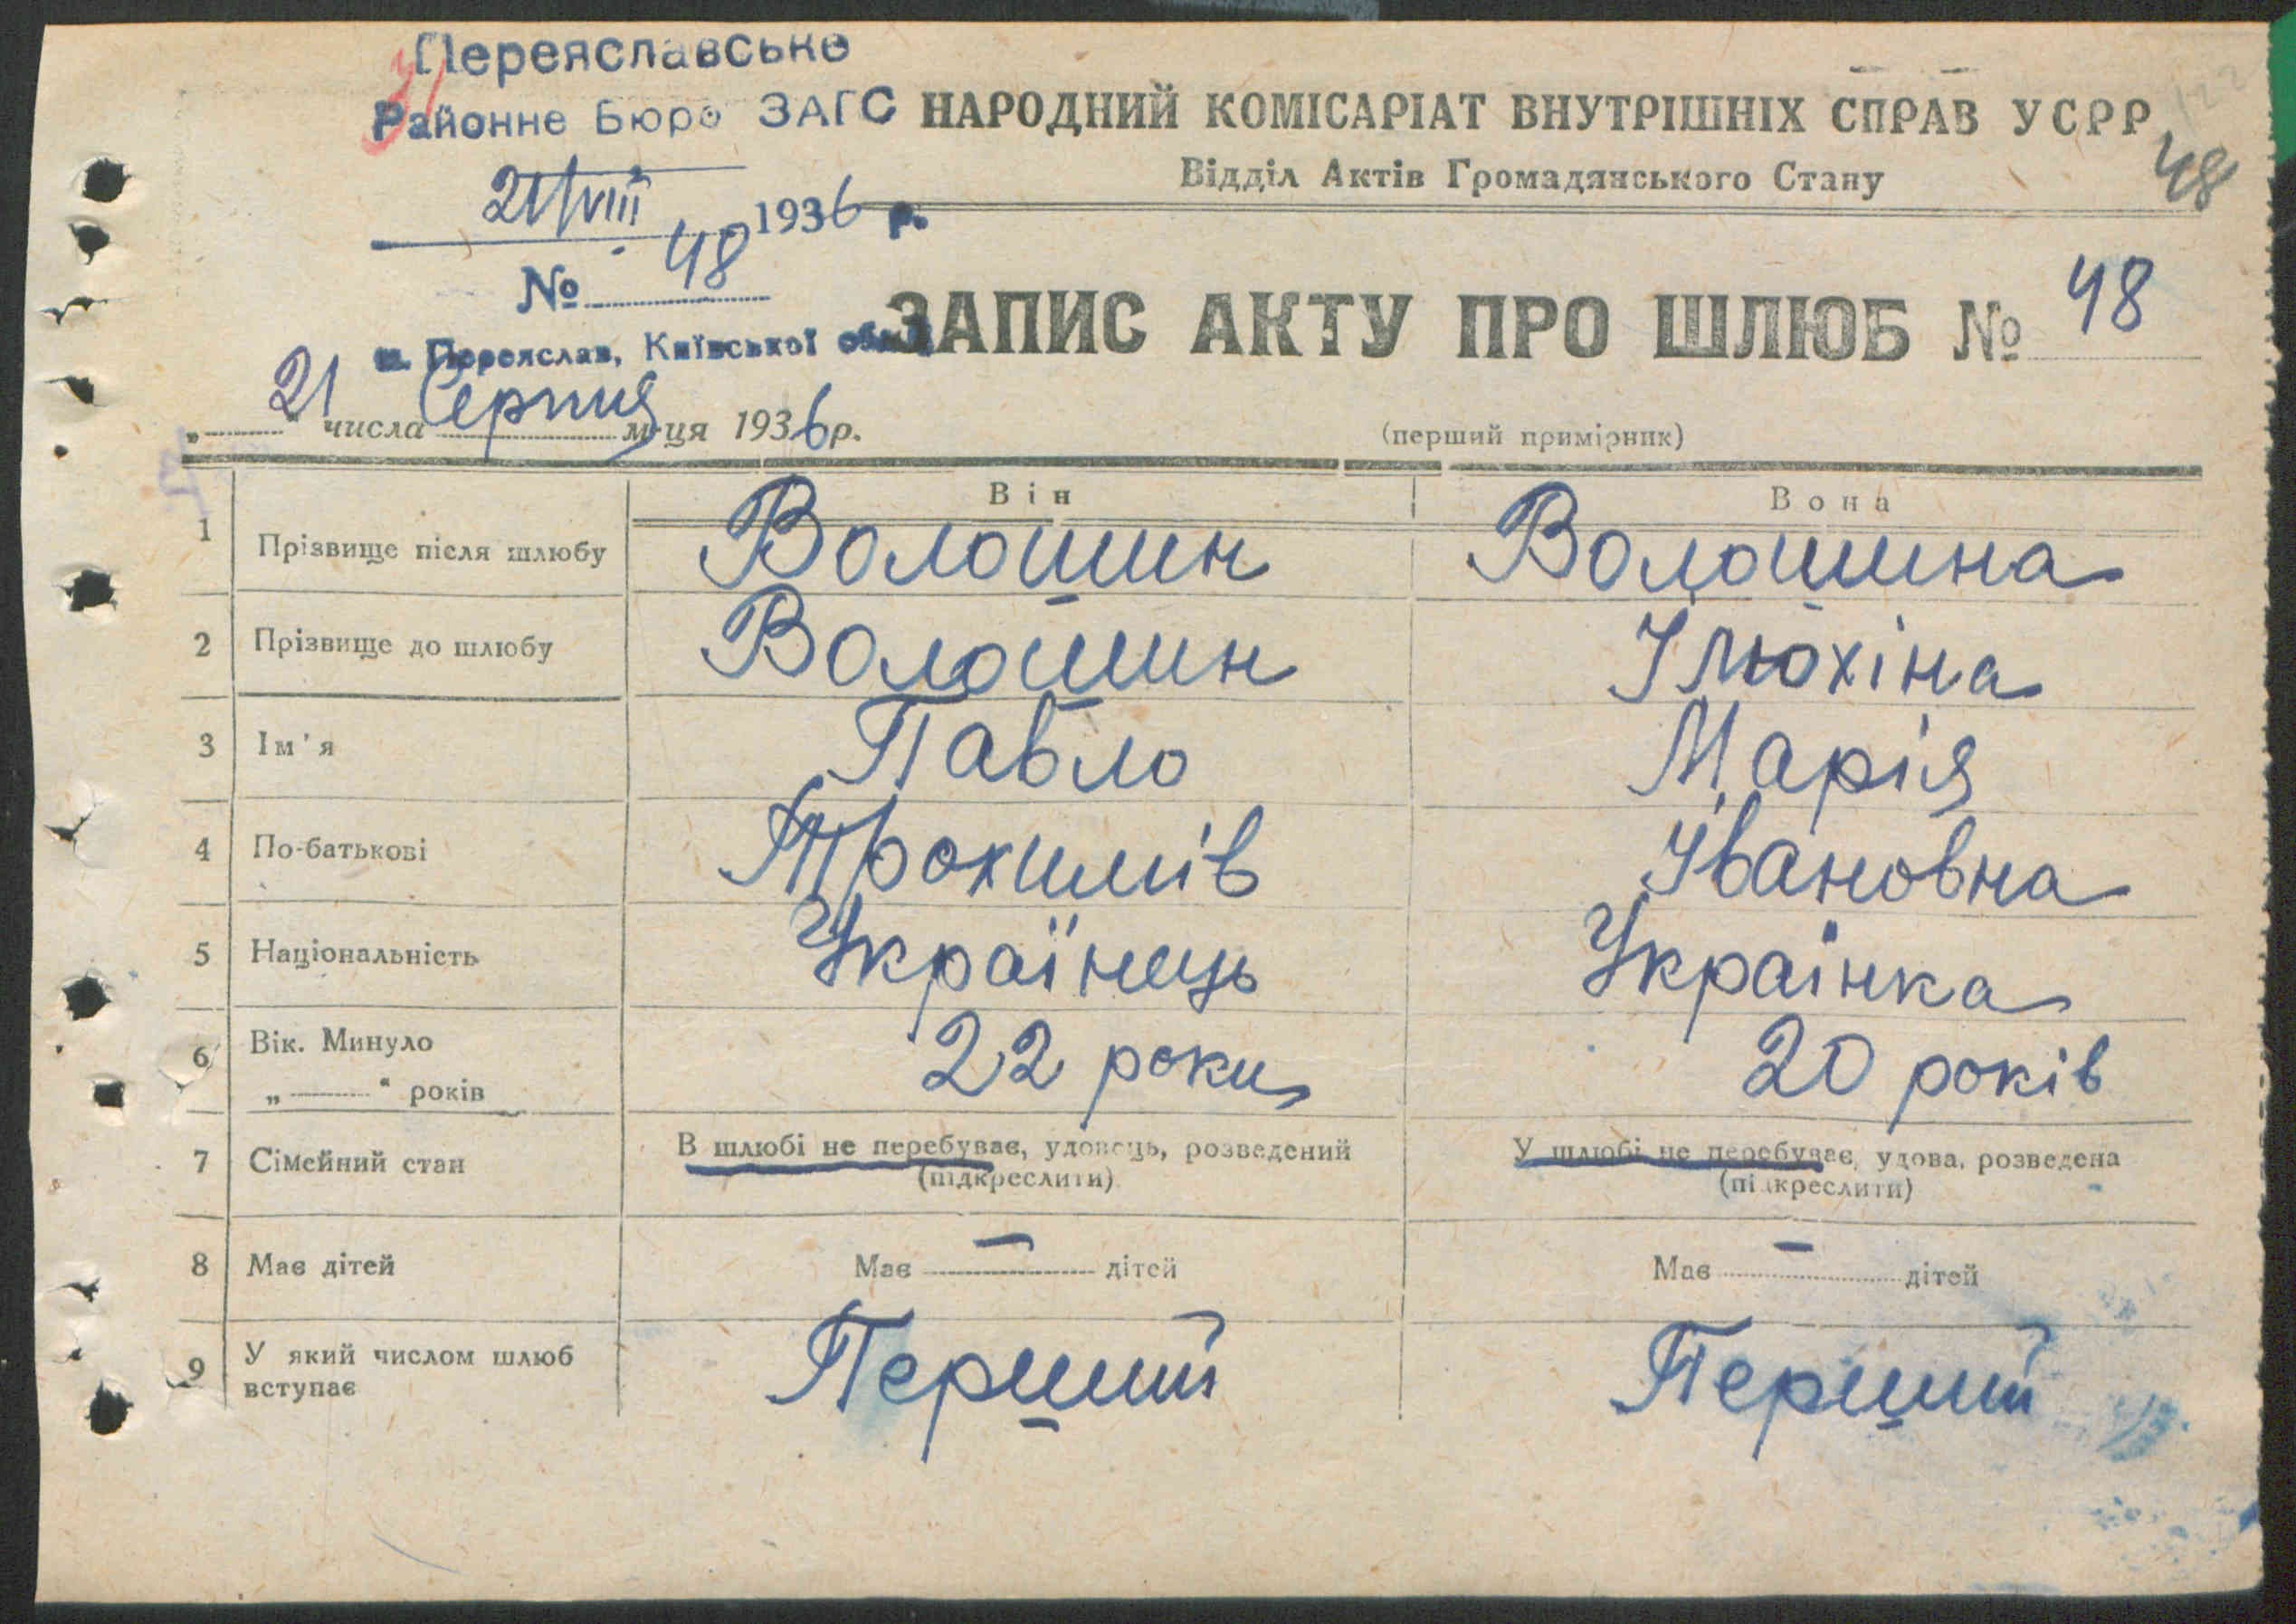 Переяславське
Районне Бюро ЗАГС
НАРОДНИЙ КОМІСАРІАТ ВНУТРІШНІХ СПРАВ УСРР
122
Відділ Актів Громадянського Стану
48
21/VIII 1936 р.
№ 48
ЗАПИС АКТУ ПРО ШЛЮБ № 48
м. Переяслав, Київської обл.
„21“ числа Серпня м-ця 1936 р.
(перший примірник)
Він Вона
1 Прізвище після шлюбу Волошин Волошина
2 Прізвище до шлюбу Волошин Ілюхіна
3 Ім'я Павло Марія
4 По-батькові Трохимів Івановна
5 Національність Українець Українка
6 Вік. Минуло „——“ років 22 роки 20 років
7 Сімейний стан В шлюбі не перебуває, удовець, розведений У шлюбі не перебуває, удова, розведена
(підкреслити) (підкреслити)
8 Має дітей Має — дітей Має — дітей
9 У який числом шлюб вступає Перший Перший